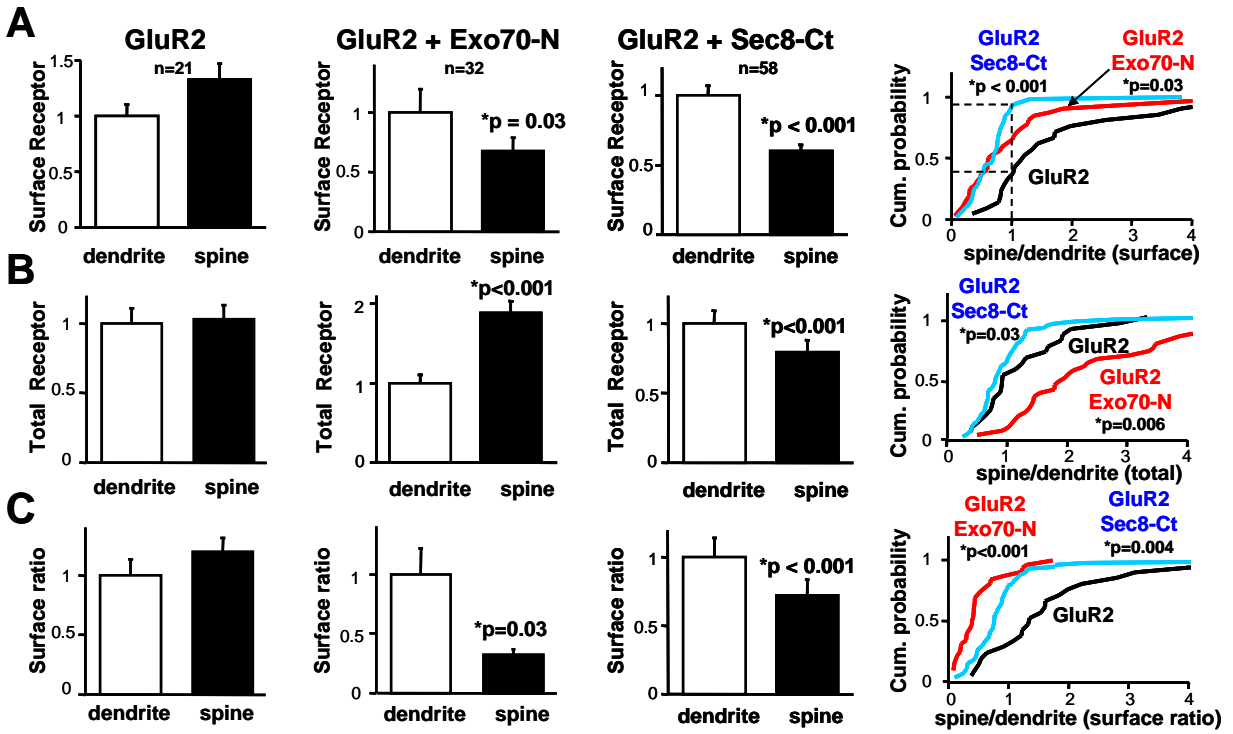 A
GluR2
GluR2 + Exo70-N
GluR2 + Sec8-Ct
Surface Receptor
1.5
1
0.5
0
n=21
dendrite spine
Surface Receptor
1
0.5
0
n=32
*p = 0.03
dendrite spine
Surface Receptor
1
0.5
0
n=58
*p < 0.001
dendrite spine
GluR2
Sec8-Ct
*p < 0.001
GluR2
Exo70-N
*p=0.03
GluR2
Cum. probability
1
0.5
0
0 1 2 3 4
spine/dendrite (surface)
B
Total Receptor
1
0.5
0
dendrite spine
Total Receptor
2
1
0
*p<0.001
dendrite spine
Total Receptor
1
0.5
0
*p<0.001
dendrite spine
GluR2
Sec8-Ct
*p=0.03
GluR2
GluR2
Exo70-N
*p=0.006
Cum. probability
1
0.5
0
0 1 2 3 4
spine/dendrite (total)
C
Surface ratio
1
0.5
0
dendrite spine
Surface ratio
1
0.5
0
*p=0.03
dendrite spine
Surface ratio
1
0.5
0
*p < 0.001
dendrite spine
GluR2
Exo70-N
*p<0.001
GluR2
Sec8-Ct
*p=0.004
GluR2
Cum. probability
1
0.5
0
0 1 2 3 4
spine/dendrite (surface ratio)